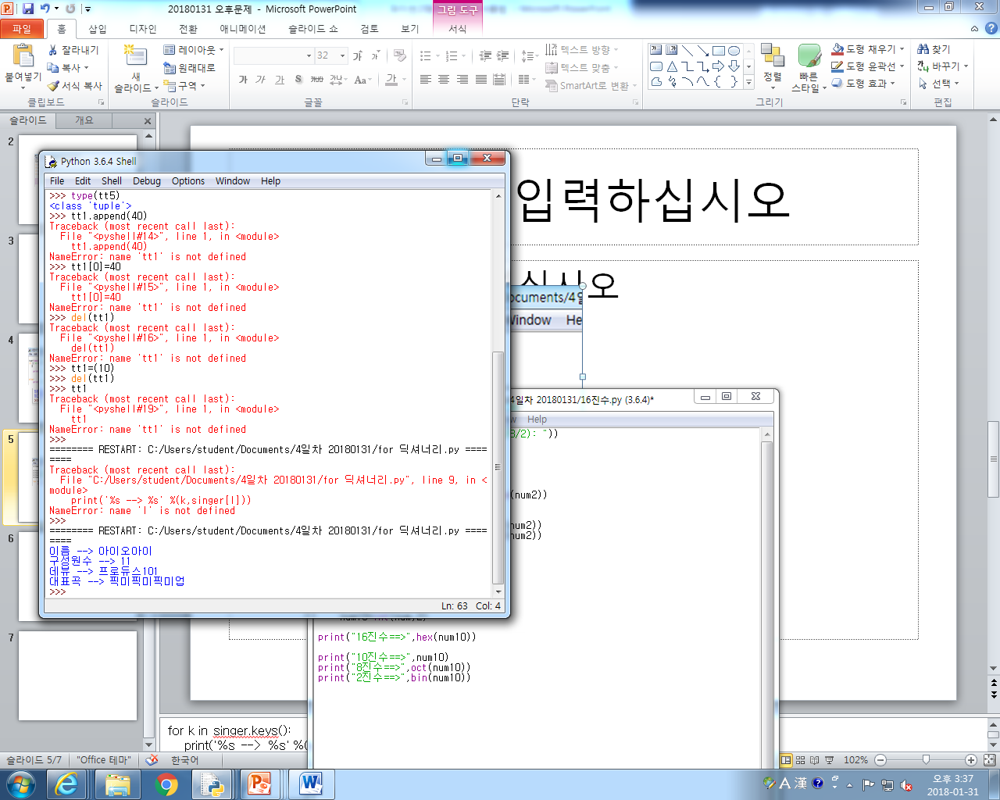 20180131 오후문제 - Microsoft PowerPoint
그림 도구
파일 홈 삽입 디자인 전환 애니메이션 슬라이드 쇼 검토 보기 서식
붙여넣기 잘라내기 복사 서식 복사 클립보드
새 슬라이드 레이아웃 원래대로 구역 슬라이드
32 가 가
가 가 가 S 가나 Aa 가 글꼴
텍스트 방향 텍스트 맞춤 SmartArt로 변환 단락
정렬 빠른 스타일 도형 채우기 도형 윤곽선 도형 효과 그리기
찾기 바꾸기 선택 편집
슬라이드 개요
2
3
4
5
6
7
입력하십시오
십시오
ocuments/4일
Window He
Python 3.6.4 Shell
File Edit Shell Debug Options Window Help
>>> type(tt5)
<class 'tuple'>
>>> tt1.append(40)
Traceback (most recent call last):
File "<pyshell#14>", line 1, in <module>
tt1.append(40)
NameError: name 'tt1' is not defined
>>> tt1[0]=40
Traceback (most recent call last):
File "<pyshell#15>", line 1, in <module>
tt1[0]=40
NameError: name 'tt1' is not defined
>>> del(tt1)
Traceback (most recent call last):
File "<pyshell#16>", line 1, in <module>
del(tt1)
NameError: name 'tt1' is not defined
>>> tt1=(10)
>>> del(tt1)
>>> tt1
Traceback (most recent call last):
File "<pyshell#19>", line 1, in <module>
tt1
NameError: name 'tt1' is not defined
>>>
======== RESTART: C:/Users/student/Documents/4일차 20180131/for 딕셔너리.py ====
====
Traceback (most recent call last):
File "C:/Users/student/Documents/4일차 20180131/for 딕셔너리.py", line 9, in <
module>
print('%s --> %s' %(k,singer[l]))
NameError: name 'l' is not defined
>>>
======== RESTART: C:/Users/student/Documents/4일차 20180131/for 딕셔너리.py ====
====
이름 --> 아이오아이
구성원수 --> 11
데뷰 --> 프로듀스101
대표곡 --> 픽미픽미픽미업
>>>
Ln: 63 Col: 4
4일차 20180131/16진수.py (3.6.4)*
w Help
8/2): "))
(num2))
num2))
num2))
print("16진수==>",hex(num10))
print("10진수==>",num10)
print("8진수==>",oct(num10))
print("2진수==>",bin(num10))
for k in singer.keys():
print('%s --> %s' %(
슬라이드 5/7 "Office 테마" 한국어 102%
A 漢 오후 3:37
2018-01-31